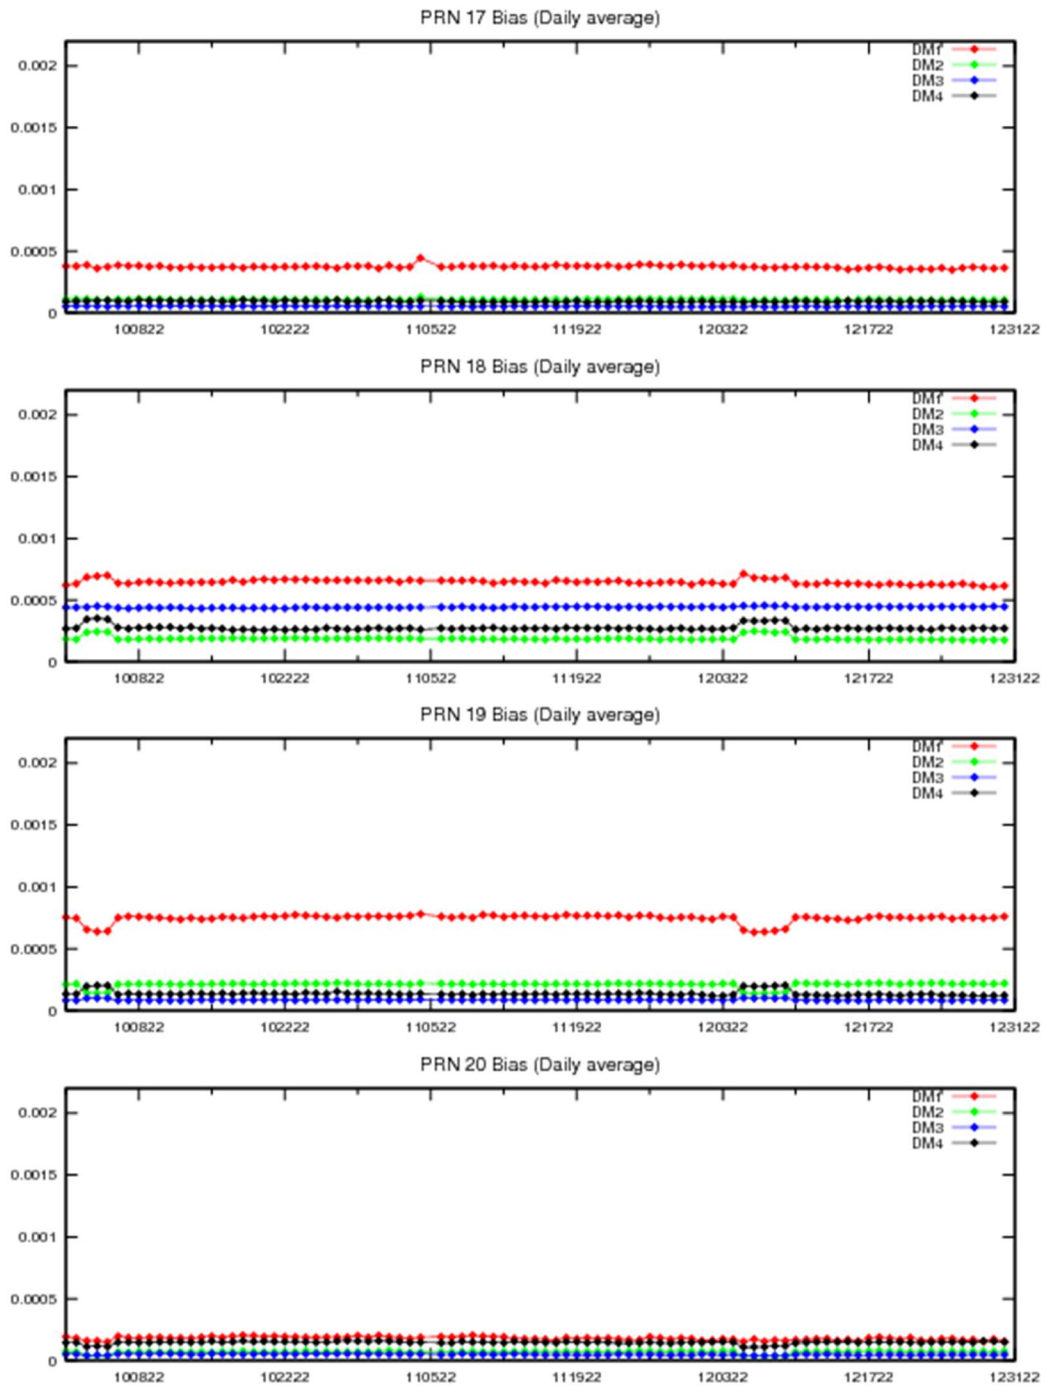 PRN 17 Bias (Daily average)
DM1
0.002
DM2
DM3
DM4
0.0015
0.001
0.0005
0
100822 102222 110522 111922 120322 121722 123122
PRN 18 Bias (Daily average)
DM1
0.002
DM2
DM3
DM4
0.0015
0.001
0.0005
0
100822 102222 110522 111922 120322 121722 123122
PRN 19 Bias (Daily average)
DM1
0.002
DM2
DM3
DM4
0.0015
0.001
0.0005
0
100822 102222 110522 111922 120322 121722 123122
PRN 20 Bias (Daily average)
DM1
0.002
DM2
DM3
DM4
0.0015
0.001
0.0005
0
100822 102222 110522 111922 120322 121722 123122